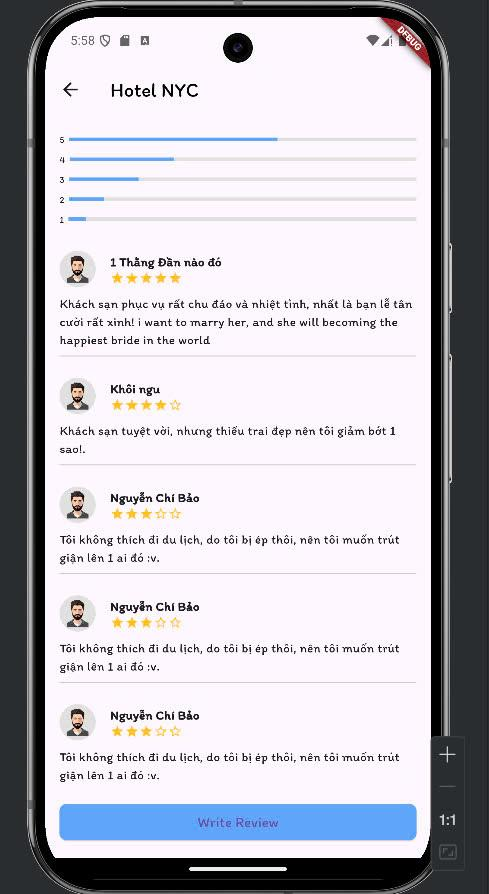 5:58
A
DEBUG
Hotel NYC
5
4
3
2
1
1 Thằng Đần nào đó
Khách sạn phục vụ rất chu đáo và nhiệt tình, nhất là bạn lễ tân
cười rất xinh! i want to marry her, and she will becoming the
happiest bride in the world
Khôi ngu
Khách sạn tuyệt vời, nhưng thiếu trai đẹp nên tôi giảm bớt 1
sao!.
Nguyễn Chí Bảo
Tôi không thích đi du lịch, do tôi bị ép thôi, nên tôi muốn trút
giận lên 1 ai đó :v.
Nguyễn Chí Bảo
Tôi không thích đi du lịch, do tôi bị ép thôi, nên tôi muốn trút
giận lên 1 ai đó :v.
Nguyễn Chí Bảo
Tôi không thích đi du lịch, do tôi bị ép thôi, nên tôi muốn trút
giận lên 1 ai đó :v.
Write Review
1:1